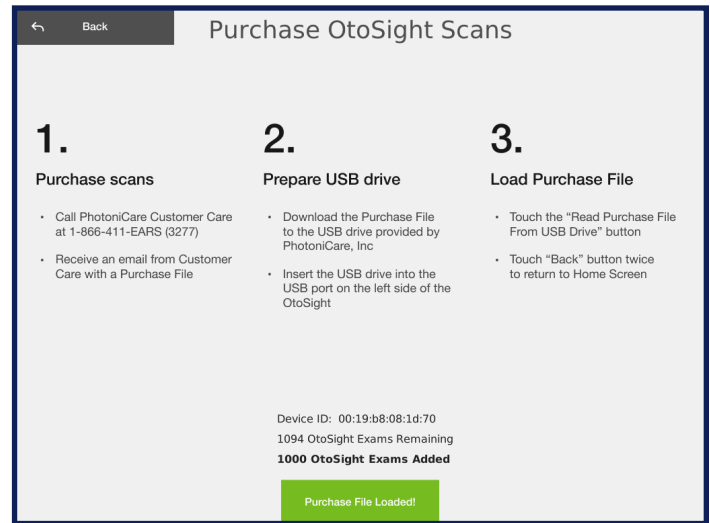 Back
Purchase OtoSight Scans
1.
Purchase scans
• Call PhotoniCare Customer Care
at 1-866-411-EARS (3277)
• Receive an email from Customer
Care with a Purchase File
2.
Prepare USB drive
• Download the Purchase File
to the USB drive provided by
PhotoniCare, Inc
• Insert the USB drive into the
USB port on the left side of the
OtoSight
3.
Load Purchase File
• Touch the “Read Purchase File
From USB Drive” button
• Touch “Back” button twice
to return to Home Screen
Device ID: 00:19:b8:08:1d:70
1094 OtoSight Exams Remaining
1000 OtoSight Exams Added
Purchase File Loaded!